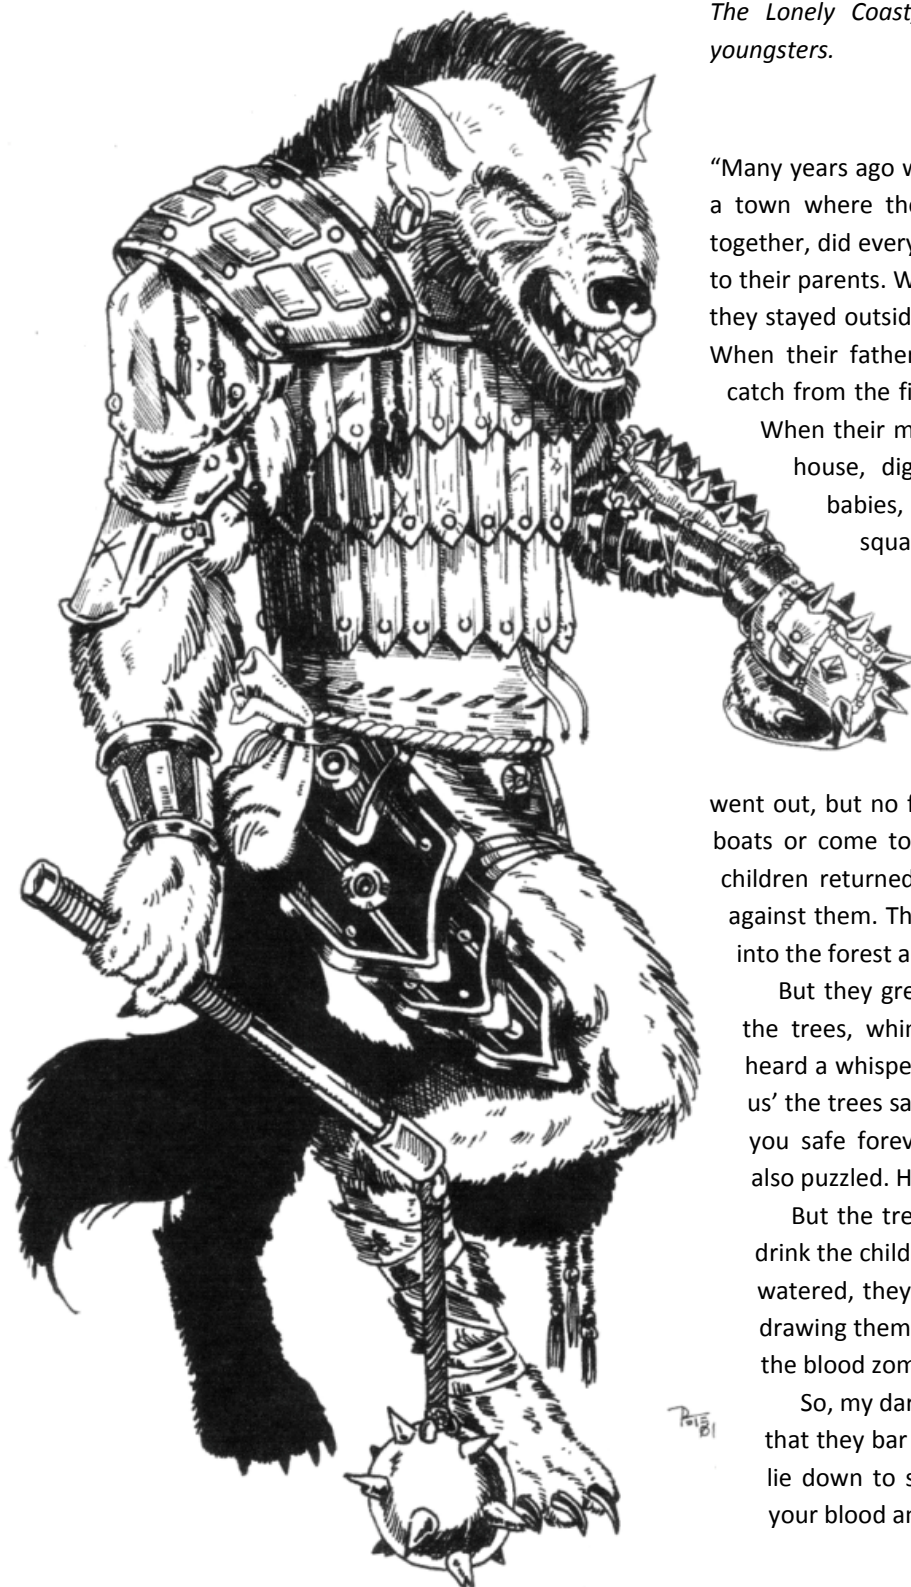 The Lonely Coast,
youngsters.
“Many years ago w
a town where the
together, did every
to their parents. W
they stayed outsid
When their father
catch from the fi
When their m
house, dig
babies,
squa
went out, but no f
boats or come to
children returned
against them. Th
into the forest a
But they gre
the trees, whin
heard a whispe
us’ the trees sa
you safe forev
also puzzled. H
But the tre
drink the child
watered, they
drawing them
the blood zom
So, my dar
that they bar
lie down to s
your blood an